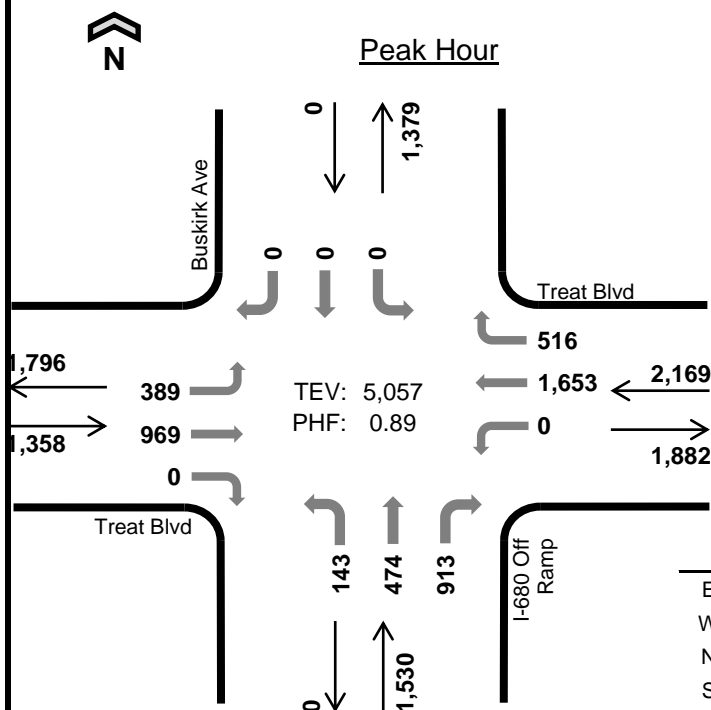 N
Peak Hour
0
1,379
Buskirk Ave
0
0
0
Treat Blvd
516
1,653
0
2,169
1,882
1,796
1,358
389
969
0
TEV: 5,057
PHF: 0.89
Treat Blvd
143
474
913
I-680 Off
Ramp
0
1,530